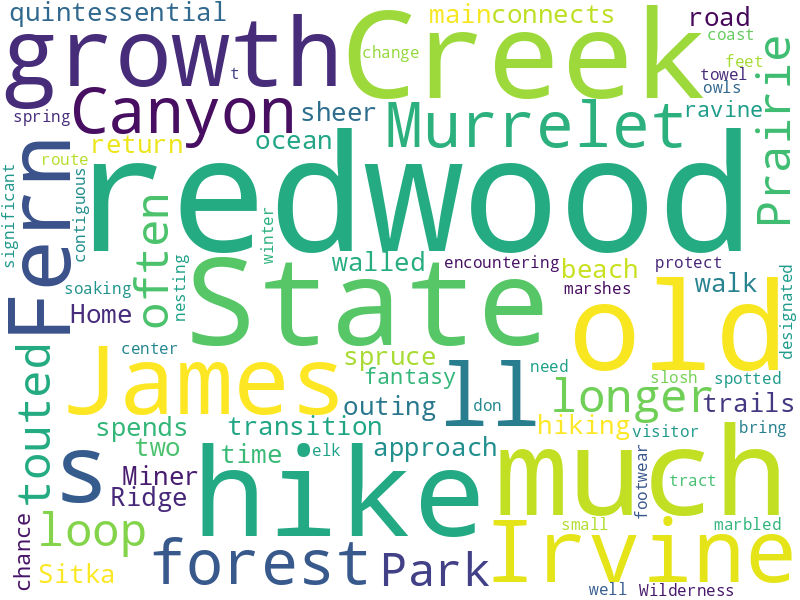 quintessential
main
connects
road
coast
growth
Creek
change
feet
t
towel
owls
spring
Canyon
sheer
Murrelet
ravine
Prairie
return
ocean
route
redwood
significant
contiguous
Fern
often
winter
nesting
walled
encountering
protect
beach
marshes
walk
designated
soaking
Home
State
old
center
James
spruce
fantasy
need
ll
slosh
spotted
touted
outing
don
longer
trails
spends
transition
hiking
visitor
bring
two
time
elk
approach
s
Miner
Ridge
hike
much
footwear
tract
loop
chance
forest
Park
Irvine
small
marbled
Sitka
well
Wilderness